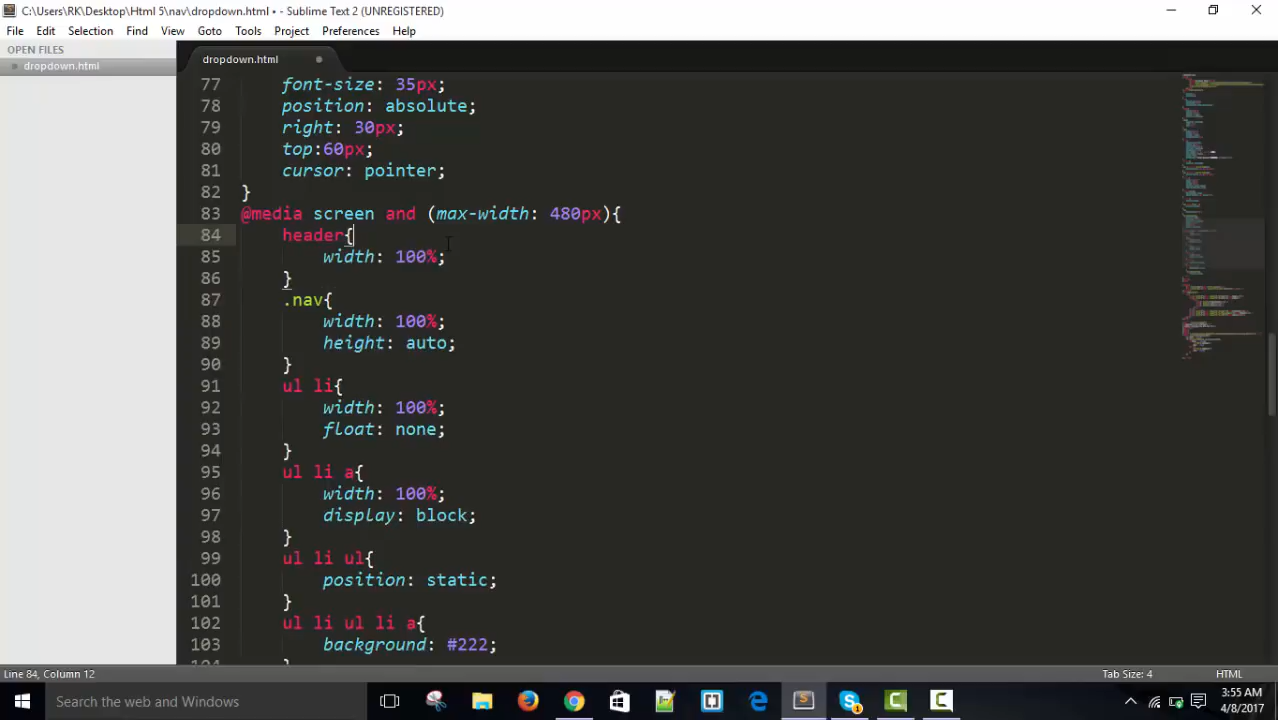 C:\Users\RK\Desktop\Html 5\nav\dropdown.html • - Sublime Text 2 (UNREGISTERED)
File Edit Selection Find View Goto Tools Project Preferences Help
OPEN FILES
dropdown.html
dropdown.html
77 font-size: 35px;
78 position: absolute;
79 right: 30px;
80 top:60px;
81 cursor: pointer;
82 }
83 @media screen and (max-width: 480px){
84 header{
85 width: 100%;
86 }
87 .nav{
88 width: 100%;
89 height: auto;
90 }
91 ul li{
92 width: 100%;
93 float: none;
94 }
95 ul li a{
96 width: 100%;
97 display: block;
98 }
99 ul li ul{
100 position: static;
101 }
102 ul li ul li a{
103 background: #222;
Line 84, Column 12
Tab Size: 4
HTML
Search the web and Windows
3:55 AM
4/8/2017